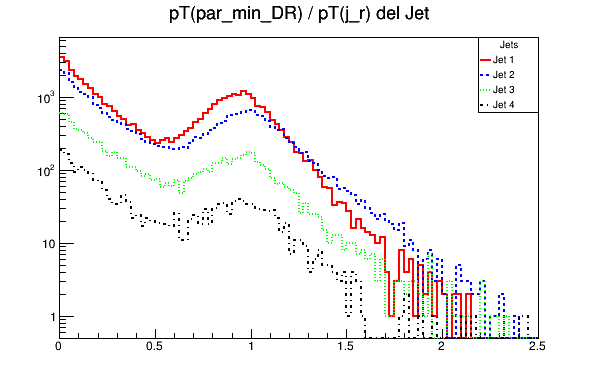 pT(par_min_DR) / pT(j_r) del Jet
Jets
Jet 1
Jet 2
Jet 3
Jet 4
10³
10²
10
1
0 0.5 1 1.5 2 2.5